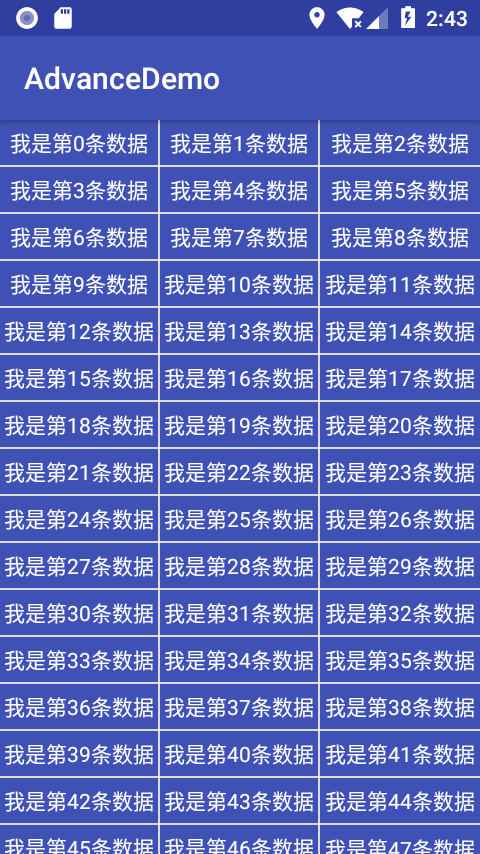 2:43
AdvanceDemo
我是第0条数据 我是第1条数据 我是第2条数据
我是第3条数据 我是第4条数据 我是第5条数据
我是第6条数据 我是第7条数据 我是第8条数据
我是第9条数据 我是第10条数据 我是第11条数据
我是第12条数据 我是第13条数据 我是第14条数据
我是第15条数据 我是第16条数据 我是第17条数据
我是第18条数据 我是第19条数据 我是第20条数据
我是第21条数据 我是第22条数据 我是第23条数据
我是第24条数据 我是第25条数据 我是第26条数据
我是第27条数据 我是第28条数据 我是第29条数据
我是第30条数据 我是第31条数据 我是第32条数据
我是第33条数据 我是第34条数据 我是第35条数据
我是第36条数据 我是第37条数据 我是第38条数据
我是第39条数据 我是第40条数据 我是第41条数据
我是第42条数据 我是第43条数据 我是第44条数据
我是第45条数据 我是第46条数据 我是第47条数据